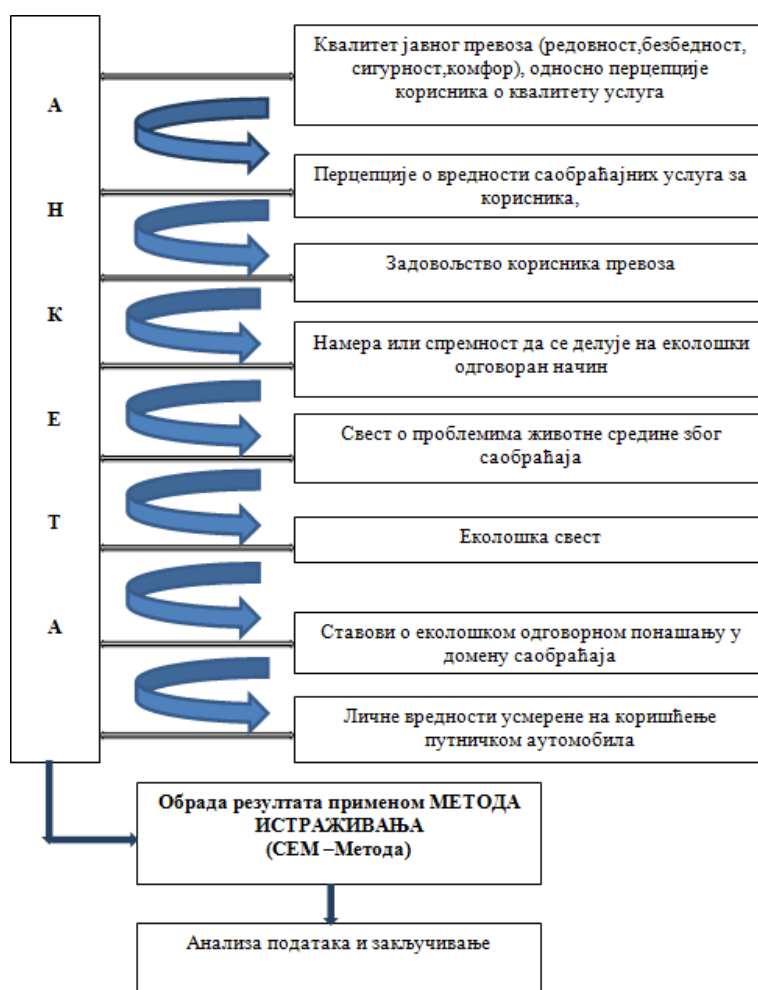 А
Н
К
Е
Т
А
Квалитет јавног превоза (редовност,безбедност,
сигурност,комфор), односно перцепције
корисника о квалитету услуга
Перцепције о вредности саобраћајних услуга за
корисника,
Задовољство корисника превоза
Намера или спремност да се делује на еколошки
одговоран начин
Свест о проблемима животне средине због
саобраћаја
Еколошка свест
Ставови о еколошком одговорном понашању у
домену саобраћаја
Личне вредности усмерене на коришћење
путничком аутомобила
Обрада резултата применом МЕТОДА
ИСТРАЖИВАЊА
(СЕМ –Метода)
Анализа података и закључивање